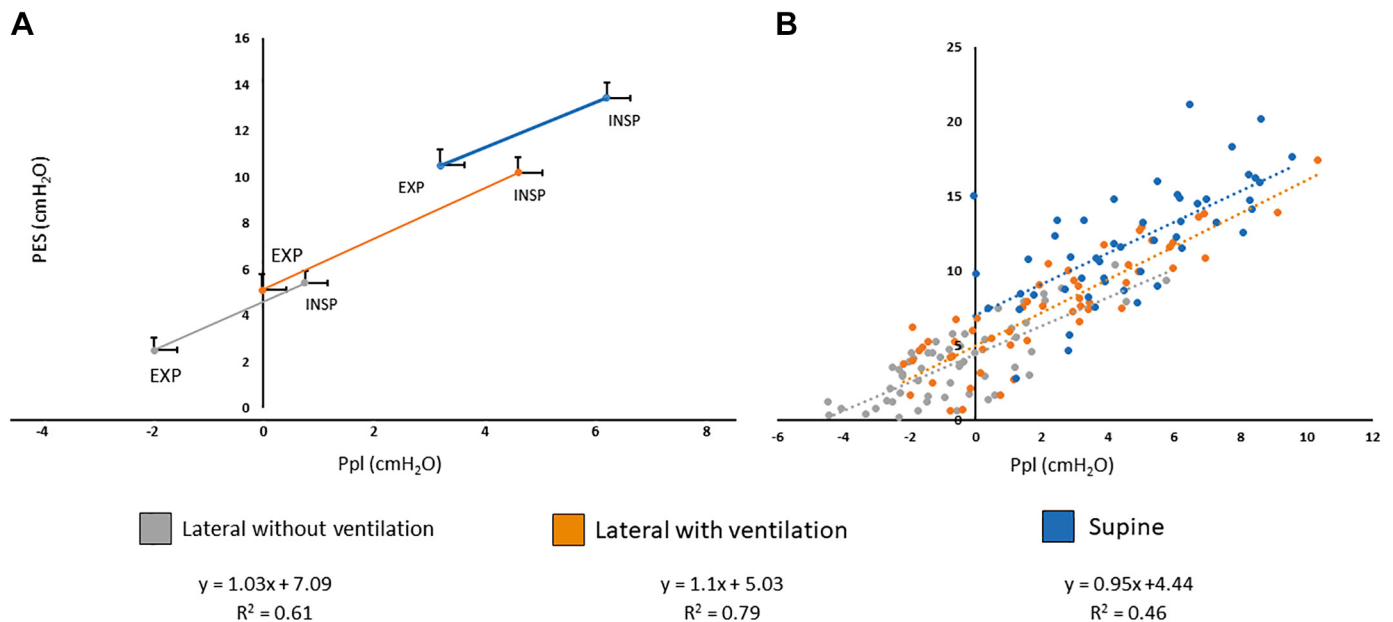 A
B
16
14
12
10
8
6
4
2
0
PES (cmH₂O)
INSP
EXP
INSP
EXP
INSP
EXP
-4
-2
0
2
4
6
8
Ppl (cmH₂O)
25
20
15
10
5
0
-6
-4
-2
0
2
4
6
8
10
12
Ppl (cmH₂O)
Lateral without ventilation
Lateral with ventilation
Supine
y = 1.03x + 7.09
y = 1.1x + 5.03
y = 0.95x+4.44
R² = 0.61
R² = 0.79
R² = 0.46